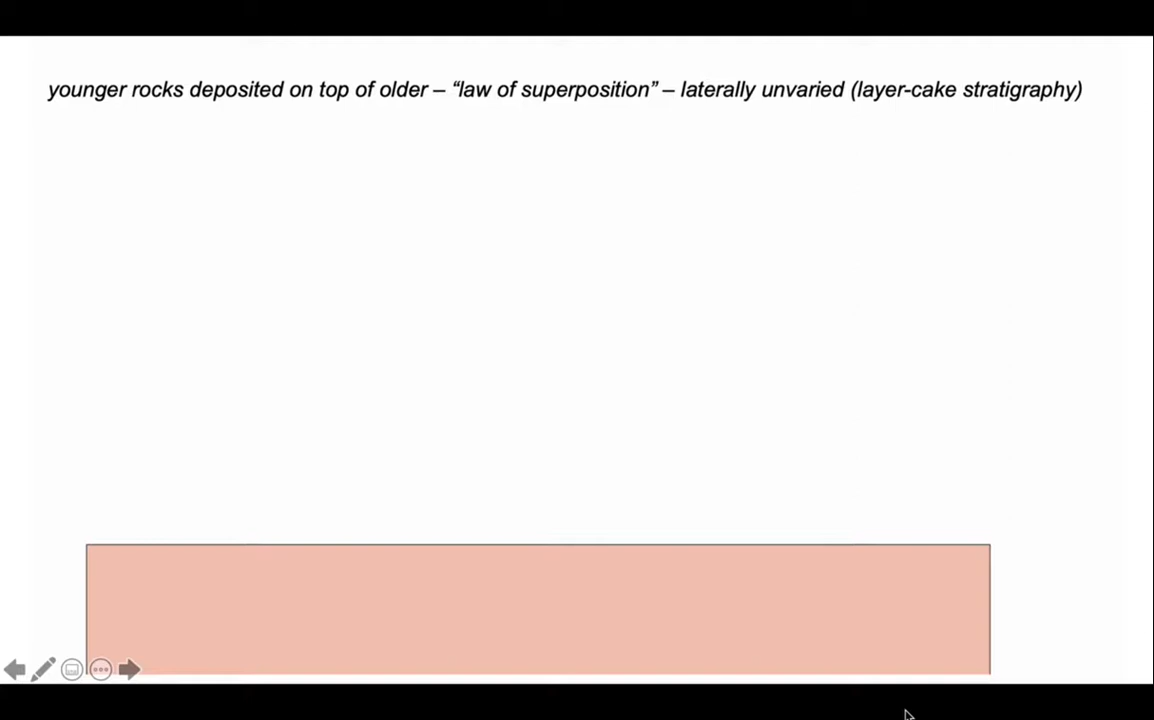 younger rocks deposited on top of older – “law of superposition” – laterally unvaried (layer-cake stratigraphy)